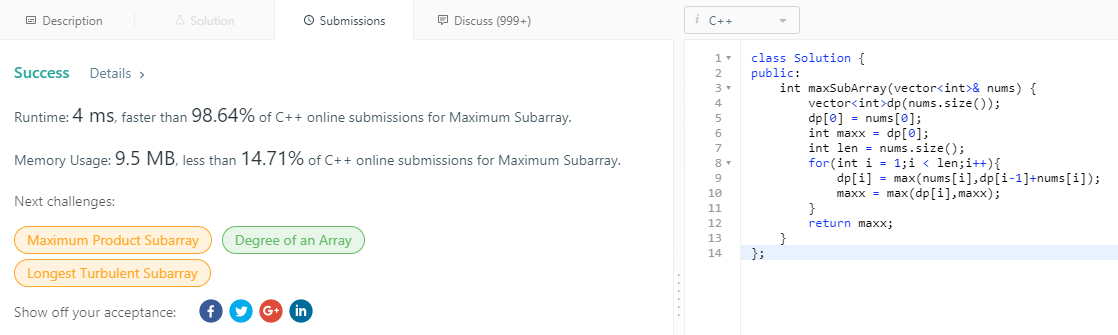 Description
Solution
Submissions
Discuss (999+)
i C++
Success Details >
Runtime: 4 ms, faster than 98.64% of C++ online submissions for Maximum Subarray.
Memory Usage: 9.5 MB, less than 14.71% of C++ online submissions for Maximum Subarray.
Next challenges:
Maximum Product Subarray
Degree of an Array
Longest Turbulent Subarray
Show off your acceptance: f G+ in
1 class Solution {
2 public:
3 int maxSubArray(vector<int>& nums) {
4 vector<int>dp(nums.size());
5 dp[0] = nums[0];
6 int maxx = dp[0];
7 int len = nums.size();
8 for(int i = 1;i < len;i++){
9 dp[i] = max(nums[i],dp[i-1]+nums[i]);
10 maxx = max(dp[i],maxx);
11 }
12 return maxx;
13 }
14 };